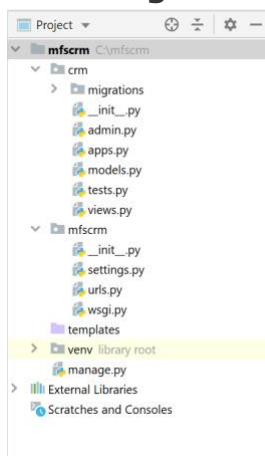 Project
mfscrm C:\mfscrm
crm
migrations
__init__.py
admin.py
apps.py
models.py
tests.py
views.py
mfscrm
__init__.py
settings.py
urls.py
wsgi.py
templates
venv library root
manage.py
External Libraries
Scratches and Consoles